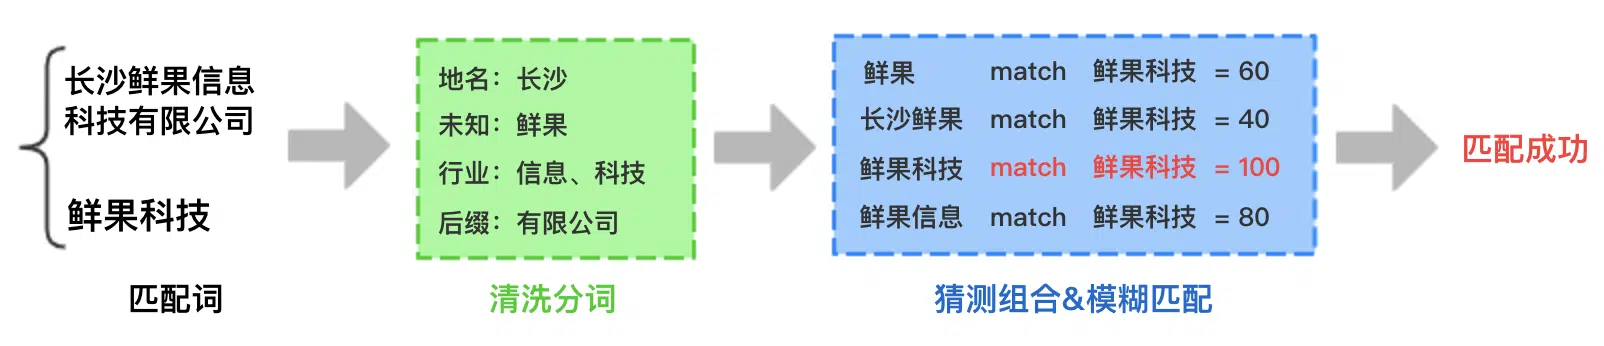 长沙鲜果信息
科技有限公司
鲜果科技
匹配词
地名：长沙
未知：鲜果
行业：信息、科技
后缀：有限公司
清洗分词
鲜果 match 鲜果科技 = 60
长沙鲜果 match 鲜果科技 = 40
鲜果科技 match 鲜果科技 = 100
鲜果信息 match 鲜果科技 = 80
猜测组合&模糊匹配
匹配成功